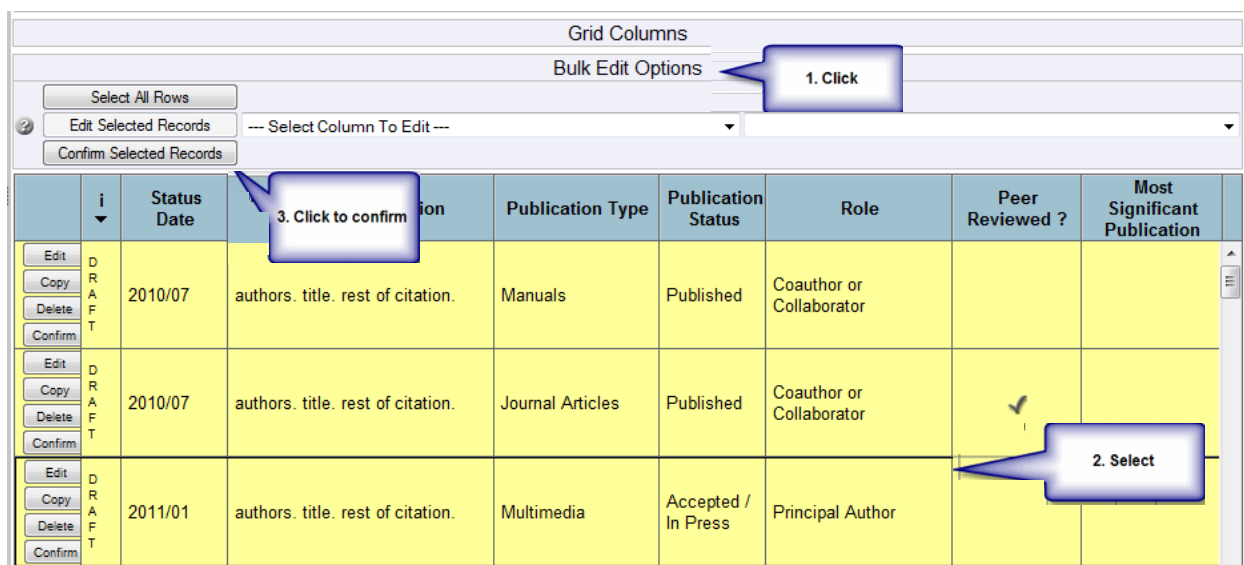 Grid Columns
Bulk Edit Options
1. Click
Select All Rows
Edit Selected Records
--- Select Column To Edit ---
Confirm Selected Records
3. Click to confirm
i
Status
Date
ion
Publication Type
Publication
Status
Role
Peer
Reviewed ?
Most
Significant
Publication
Edit
Copy
Delete
Confirm
DRAFT
2010/07
authors. title. rest of citation.
Manuals
Published
Coauthor or
Collaborator
Edit
Copy
Delete
Confirm
DRAFT
2010/07
authors. title. rest of citation.
Journal Articles
Published
Coauthor or
Collaborator
2. Select
Edit
Copy
Delete
Confirm
DRAFT
2011/01
authors. title. rest of citation.
Multimedia
Accepted /
In Press
Principal Author